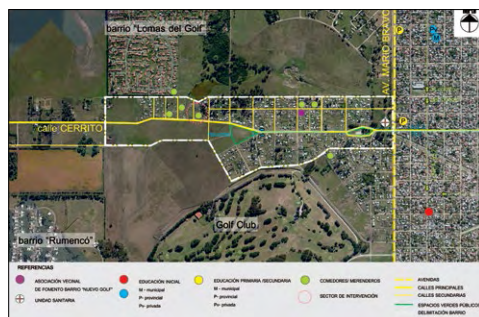 barrio "Lomas del Golf"
AV. MARIO BRAVO
P
calle CERRITO
P
Golf Club
barrio "Rumencó"
REFERENCIAS
ASOCIACIÓN VECINAL
DE FOMENTO BARRIO "NUEVO GOLF"
UNIDAD SANITARIA
EDUCACIÓN INICIAL
M - municipal
P- provincial
Pv- privada
EDUCACIÓN PRIMARIA /SECUNDARIA
M - municipal
P- provincial
Pv- privada
COMEDORES/ MERENDEROS
SECTOR DE INTERVENCIÓN
AVENIDAS
CALLES PRINCIPALES
CALLES SECUNDARIAS
ESPACIOS VERDES PÚBLICOS
DELIMITACIÓN BARRIO